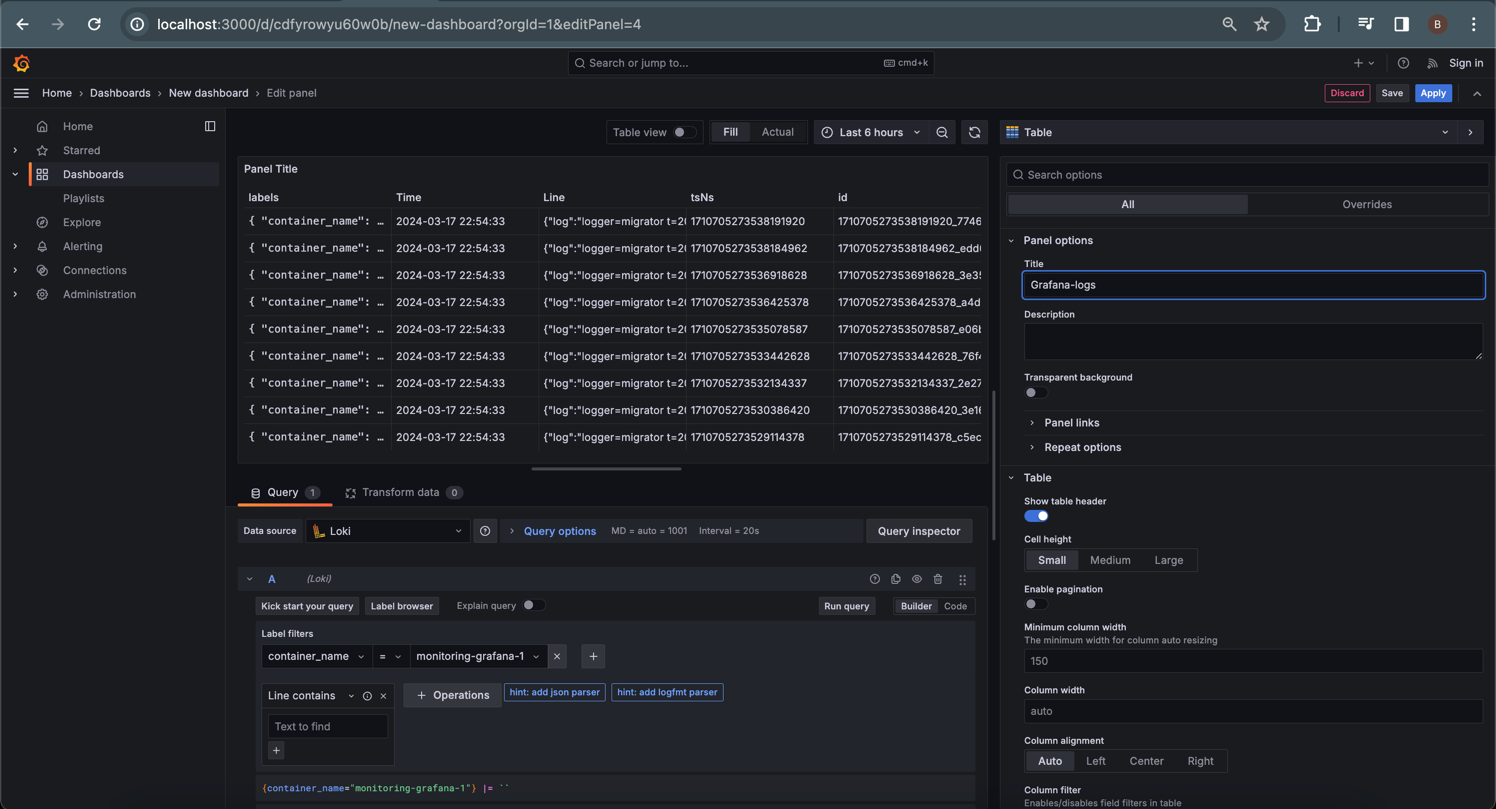 localhost:3000/d/cdfyrowyu60w0b/new-dashboard?orgId=1&editPanel=4
B
Search or jump to...
cmd+k
Sign in
Home › Dashboards › New dashboard › Edit panel
Discard
Save
Apply
Home
Starred
Dashboards
Playlists
Explore
Alerting
Connections
Administration
Table view
Fill
Actual
Last 6 hours
Panel Title
labels Time Line tsNs id
{ "container_name": … 2024-03-17 22:54:33 {"log":"logger=migrator t=20 1710705273538191920 1710705273538191920_7746
{ "container_name": … 2024-03-17 22:54:33 {"log":"logger=migrator t=20 1710705273538184962 1710705273538184962_edd
{ "container_name": … 2024-03-17 22:54:33 {"log":"logger=migrator t=20 1710705273536918628 1710705273536918628_3e35
{ "container_name": … 2024-03-17 22:54:33 {"log":"logger=migrator t=20 1710705273536425378 1710705273536425378_a4d
{ "container_name": … 2024-03-17 22:54:33 {"log":"logger=migrator t=20 1710705273535078587 1710705273535078587_e06b
{ "container_name": … 2024-03-17 22:54:33 {"log":"logger=migrator t=20 1710705273533442628 1710705273533442628_76f4
{ "container_name": … 2024-03-17 22:54:33 {"log":"logger=migrator t=20 1710705273532134337 1710705273532134337_2e27
{ "container_name": … 2024-03-17 22:54:33 {"log":"logger=migrator t=20 1710705273530386420 1710705273530386420_3e16
{ "container_name": … 2024-03-17 22:54:33 {"log":"logger=migrator t=20 1710705273529114378 1710705273529114378_c5ec
Query 1
Transform data 0
Data source
Loki
Query options MD = auto = 1001 Interval = 20s
Query inspector
A (Loki)
Kick start your query
Label browser
Explain query
Run query
Builder
Code
Label filters
container_name = monitoring-grafana-1
Line contains
Operations
hint: add json parser
hint: add logfmt parser
Text to find
{container_name="monitoring-grafana-1"} |= ``
Table
Search options
All
Overrides
Panel options
Title
Grafana-logs
Description
Transparent background
Panel links
Repeat options
Table
Show table header
Cell height
Small Medium Large
Enable pagination
Minimum column width
The minimum width for column auto resizing
150
Column width
auto
Column alignment
Auto Left Center Right
Column filter
Enables/disables field filters in table